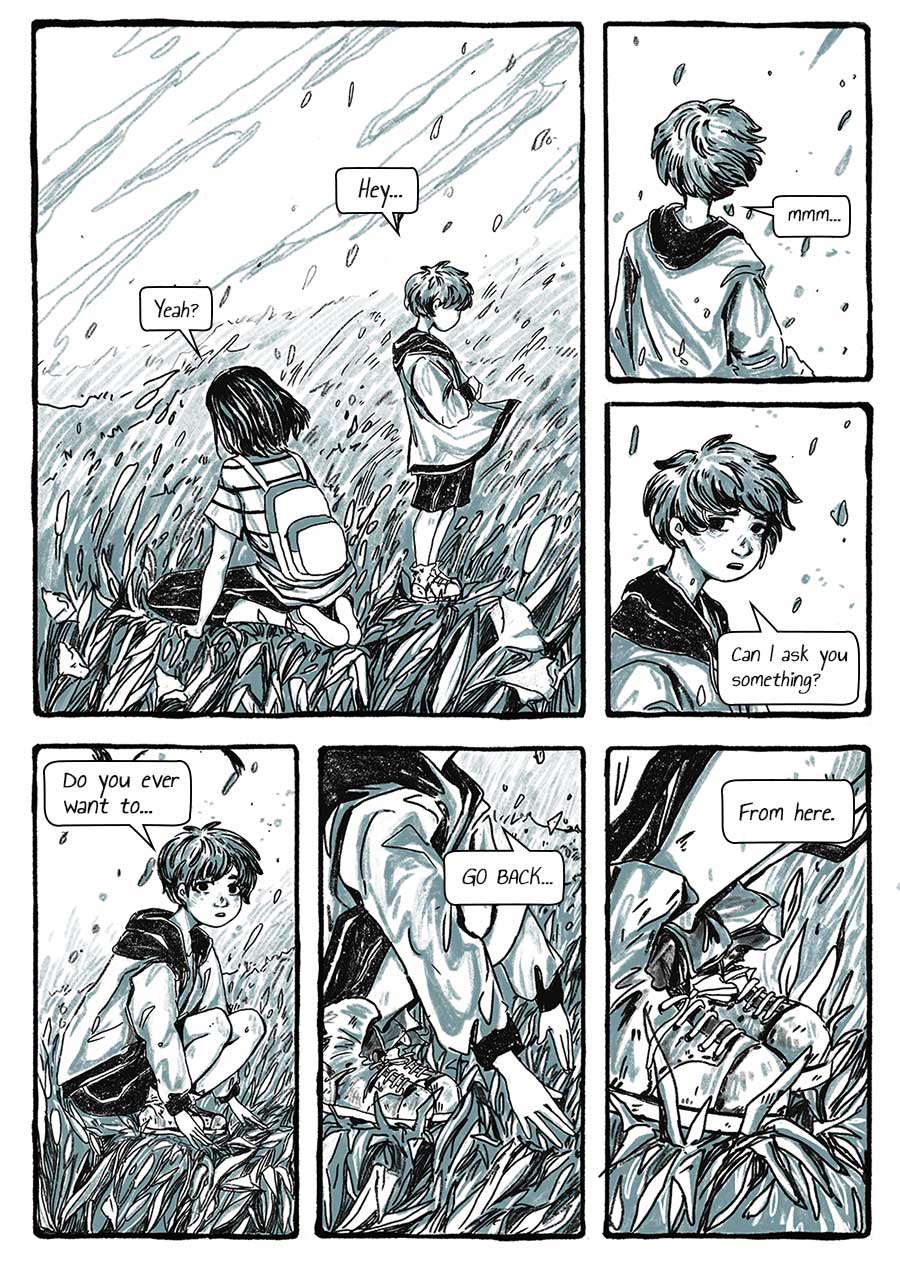 Hey...
Yeah?
mmm...
Can I ask you
something?
Do you ever
want to...
GO BACK...
From here.